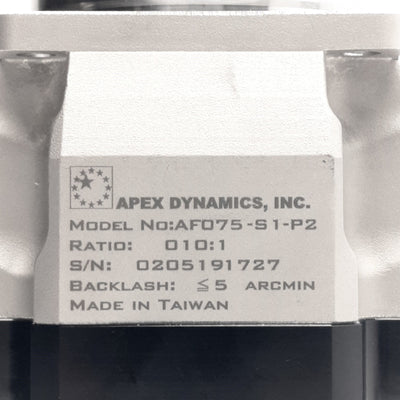 APEX DYNAMICS, INC.
MODEL NO:AF075-S1-P2
RATIO: 010:1
S/N: 0205191727
BACKLASH: ≦5 ARCMIN
MADE IN TAIWAN